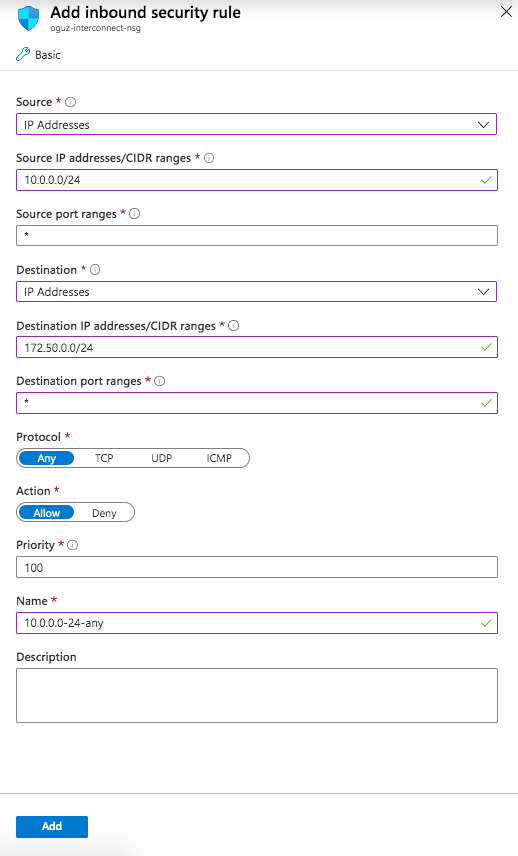 Add inbound security rule
oguz-interconnect-nsg
Basic
Source *
IP Addresses
Source IP addresses/CIDR ranges *
10.0.0.0/24
Source port ranges *
*
Destination *
IP Addresses
Destination IP addresses/CIDR ranges *
172.50.0.0/24
Destination port ranges *
*
Protocol *
Any TCP UDP ICMP
Action *
Allow Deny
Priority *
100
Name *
10.0.0.0-24-any
Description
Add